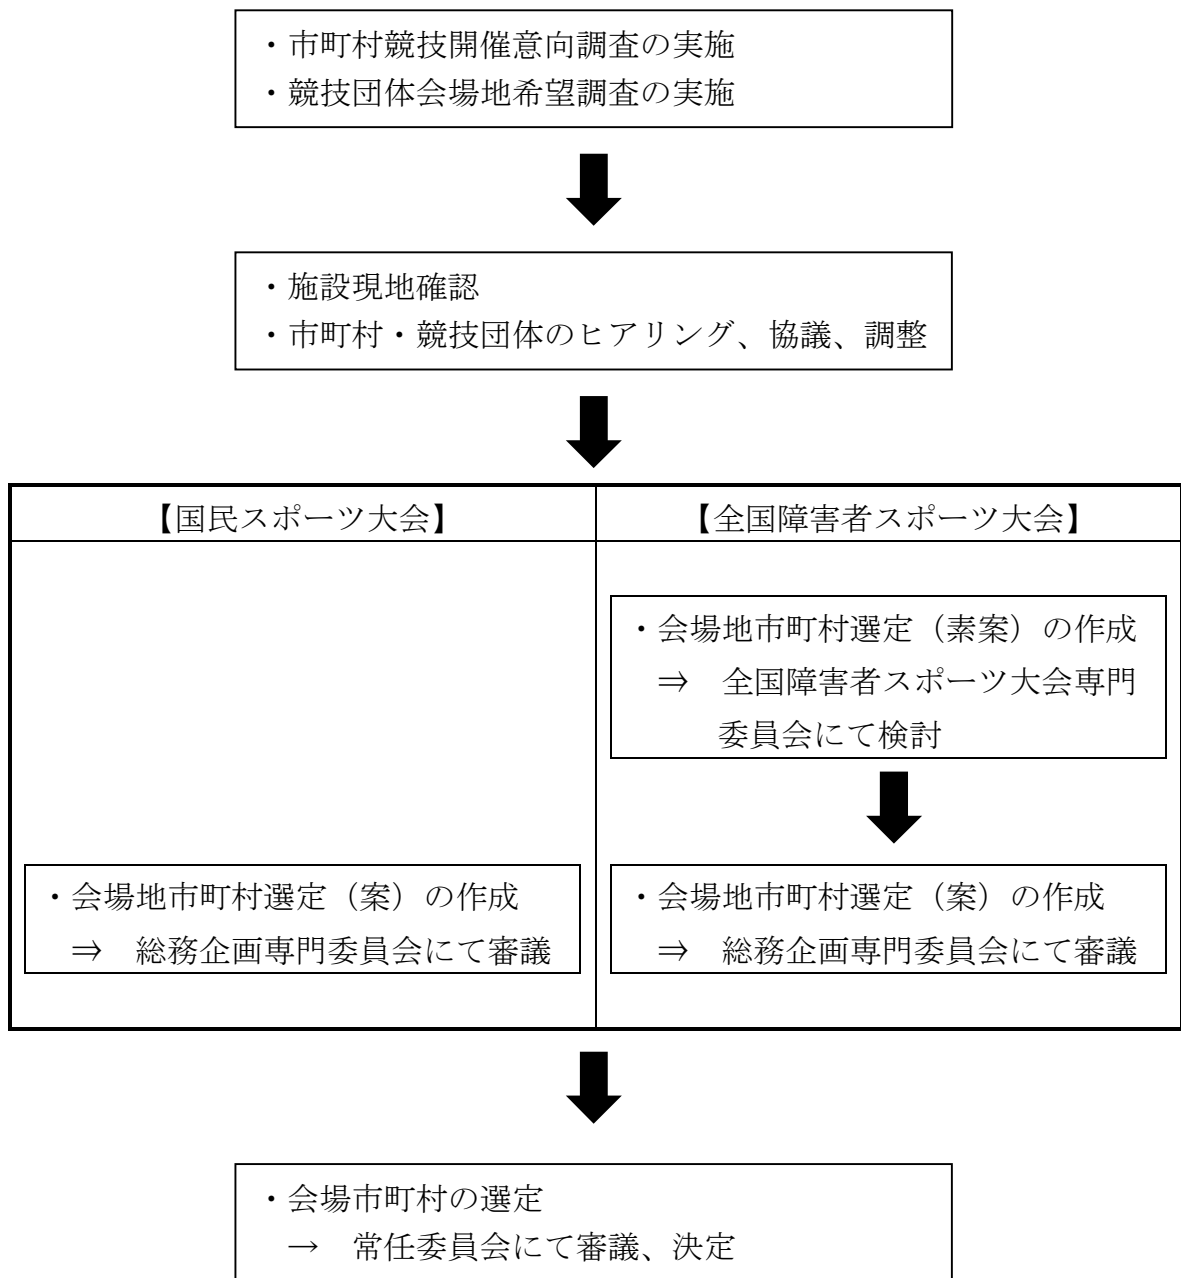 ・市町村競技開催意向調査の実施
・競技団体会場地希望調査の実施
・施設現地確認
・市町村・競技団体のヒアリング、協議、調整
【国民スポーツ大会】
【全国障害者スポーツ大会】
・会場地市町村選定（素案）の作成
⇒　全国障害者スポーツ大会専門
委員会にて検討
・会場地市町村選定（案）の作成
⇒　総務企画専門委員会にて審議
・会場地市町村選定（案）の作成
⇒　総務企画専門委員会にて審議
・会場市町村の選定
→　常任委員会にて審議、決定